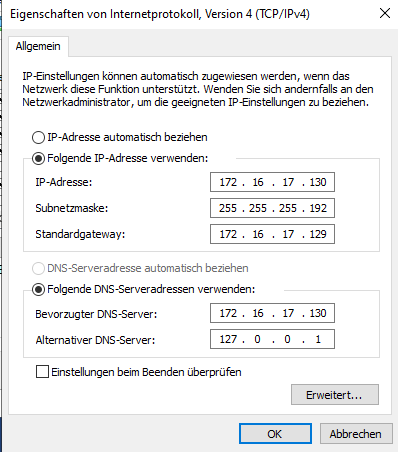 Eigenschaften von Internetprotokoll, Version 4 (TCP/IPv4)
Allgemein
IP-Einstellungen können automatisch zugewiesen werden, wenn das
Netzwerk diese Funktion unterstützt. Wenden Sie sich andernfalls an den
Netzwerkadministrator, um die geeigneten IP-Einstellungen zu beziehen.
IP-Adresse automatisch beziehen
Folgende IP-Adresse verwenden:
IP-Adresse: 172 . 16 . 17 . 130
Subnetzmaske: 255 . 255 . 255 . 192
Standardgateway: 172 . 16 . 17 . 129
DNS-Serveradresse automatisch beziehen
Folgende DNS-Serveradressen verwenden:
Bevorzugter DNS-Server: 172 . 16 . 17 . 130
Alternativer DNS-Server: 127 . 0 . 0 . 1
Einstellungen beim Beenden überprüfen
Erweitert...
OK Abbrechen